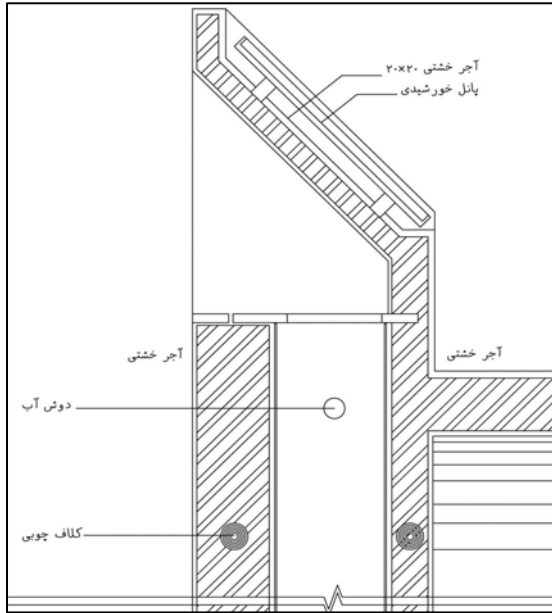 آجر خشتی ۲۰×۲۰
پانل خورشیدی
آجر خشتی
آجر خشتی
دوش آب
کلاف چوبی